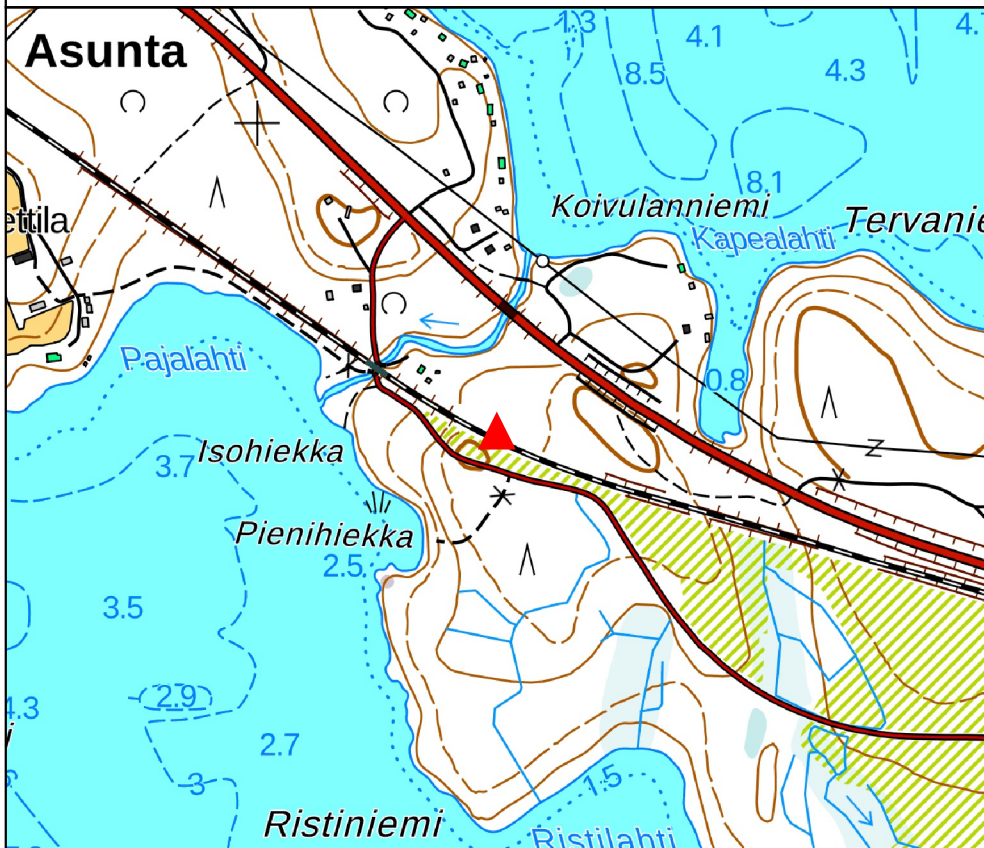 1.3
4.1
4.
Asunta
8.5
4.3
8.1
Koivulanniemi
ettila
Tervanie
Kapealahti
Pajalahti
0.8
Isohiekka
3.7
Z
Pienihiekka
2.5
3.5
2.9
4.3
2.7
3
1.5
Ristiniemi
Ristilahti